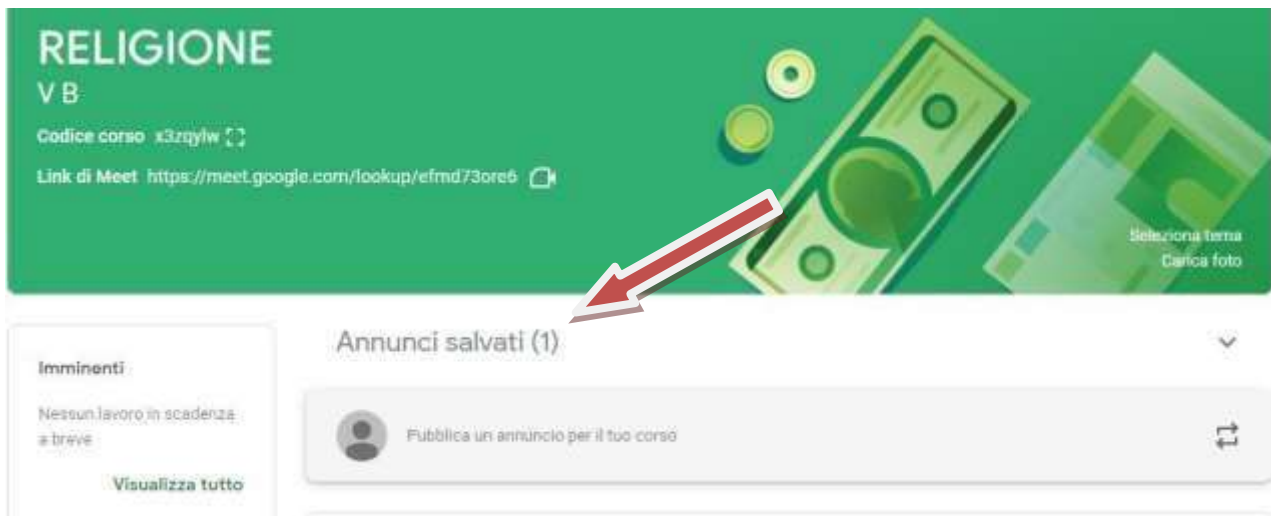 RELIGIONE
V B
Codice corso x3zqylw
Link di Meet https://meet.google.com/lookup/efmd73ore6
Seleziona tema
Carica foto
Annunci salvati (1)
Imminenti
Nessun lavoro in scadenza
a breve
Visualizza tutto
Pubblica un annuncio per il tuo corso